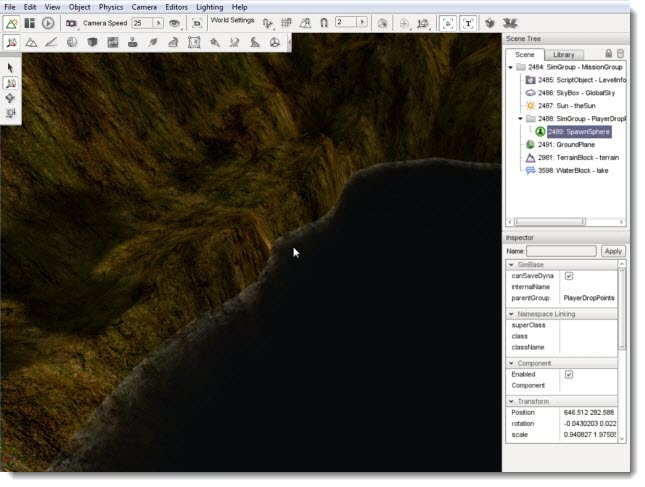 File Edit View Object Physics Camera Editors Lighting Help
Camera Speed 25 World Settings 2
Scene Tree
Scene Library
2484: SimGroup - MissionGroup
2485: ScriptObject - LevelInfo
2486: SkyBox - GlobalSky
2487: Sun - theSun
2488: SimGroup - PlayerDropP
2489: SpawnSphere
2491: GroundPlane
2981: TerrainBlock - terrain
3598: WaterBlock - lake
Inspector
Name: Apply
SimBase
canSaveDyna
internalName
parentGroup PlayerDropPoints
Namespace Linking
superClass
class
className
Component
Enabled
Component
Transform
Position 646.512 282.588
rotation -0.0430203 0.022
scale 0.940827 1.9750